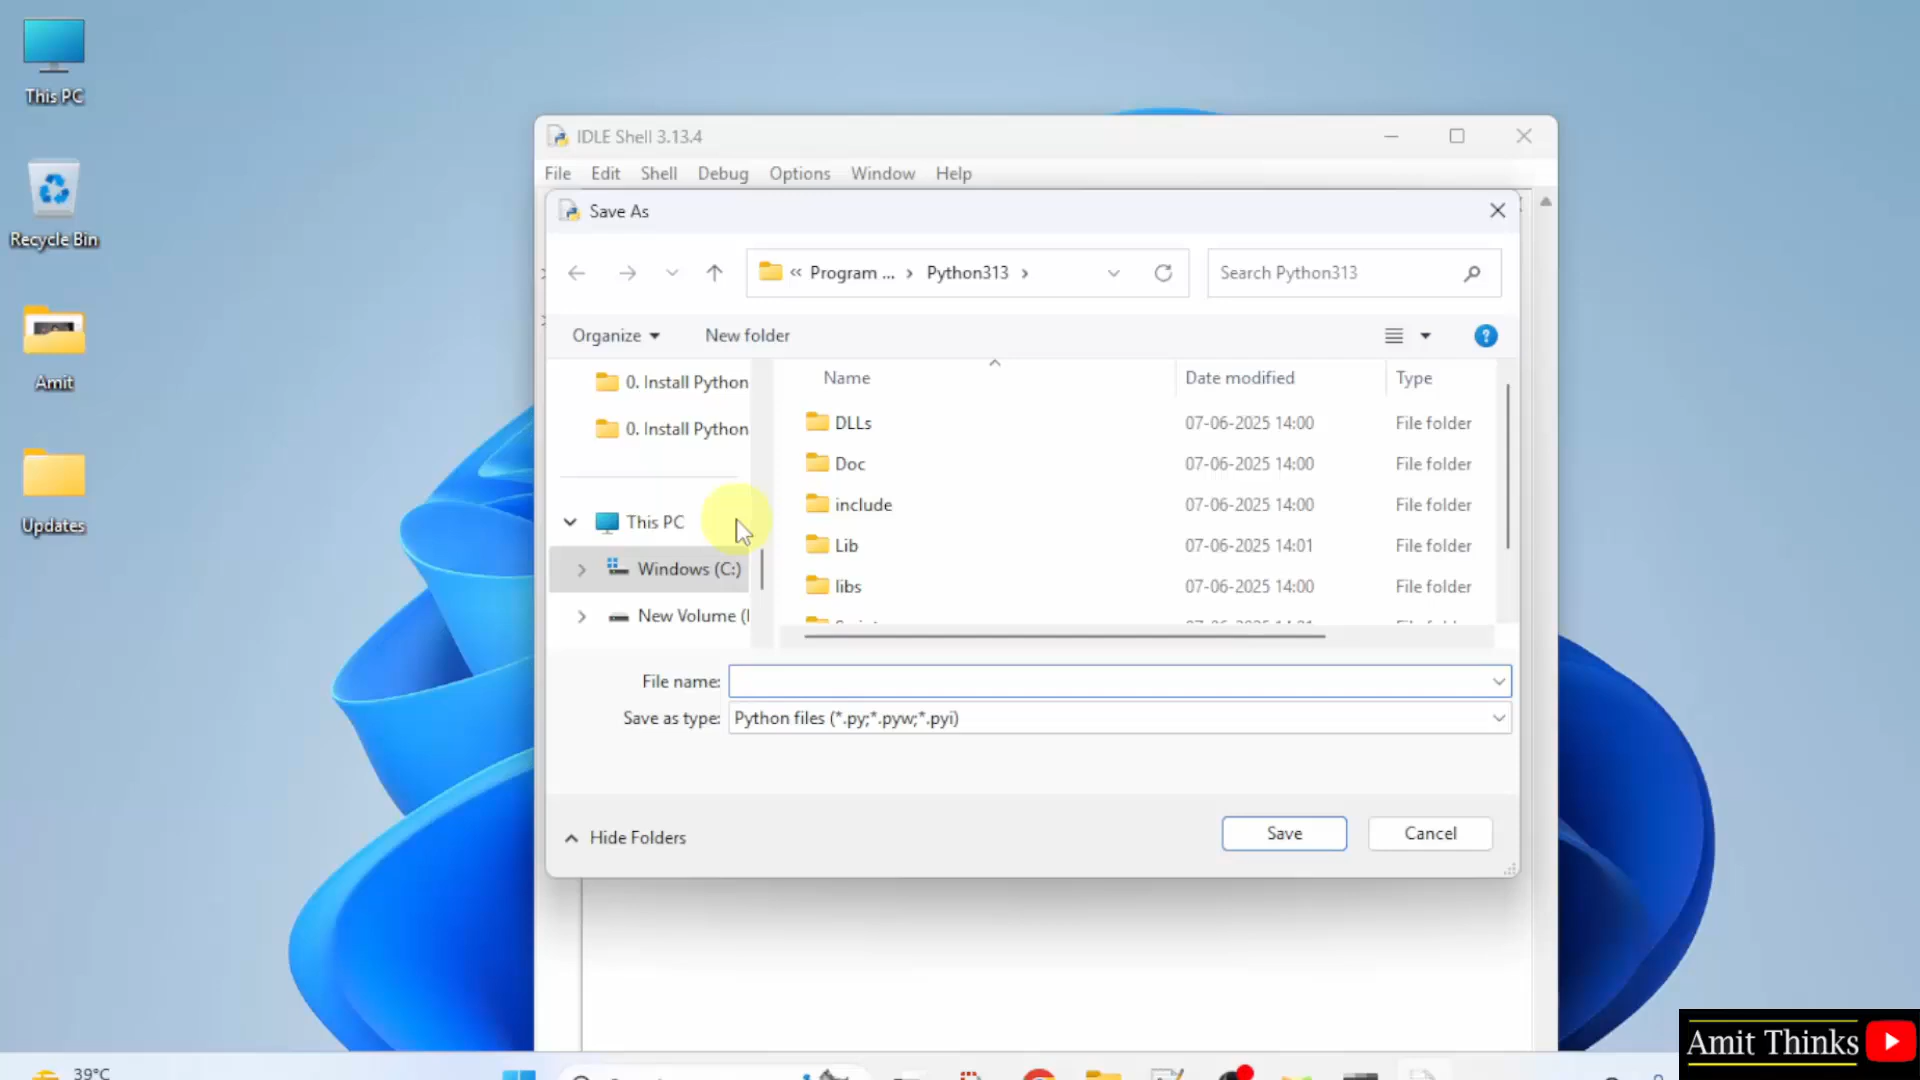 This PC
Recycle Bin
Amit
Updates
IDLE Shell 3.13.4
File Edit Shell Debug Options Window Help
Save As
« Program ... › Python313 ›
Search Python313
Organize
New folder
0. Install Python
0. Install Python
This PC
Windows (C:)
New Volume (
Name Date modified Type
DLLs 07-06-2025 14:00 File folder
Doc 07-06-2025 14:00 File folder
include 07-06-2025 14:00 File folder
Lib 07-06-2025 14:01 File folder
libs 07-06-2025 14:00 File folder
File name:
Save as type: Python files (*.py;*.pyw;*.pyi)
Hide Folders
Save
Cancel
39°C
Amit Thinks